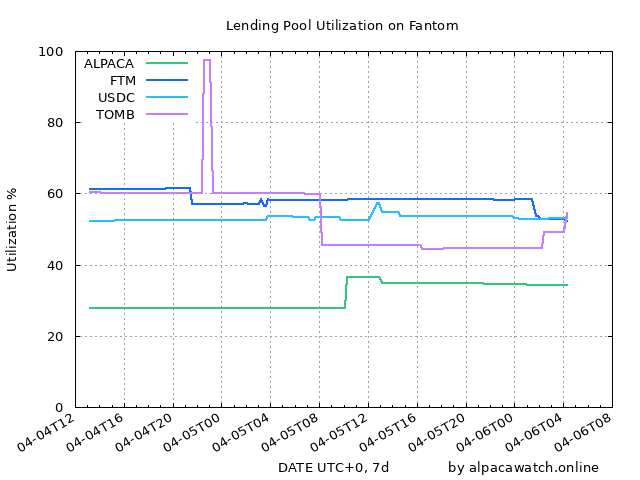 Lending Pool Utilization on Fantom
100
80
60
40
20
0
Utilization %
ALPACA
FTM
USDC
TOMB
04-04T12
04-04T16
04-04T20
04-05T00
04-05T04
04-05T08
04-05T12
04-05T16
04-05T20
04-06T00
04-06T04
04-06T08
DATE UTC+0, 7d
by alpacawatch.online